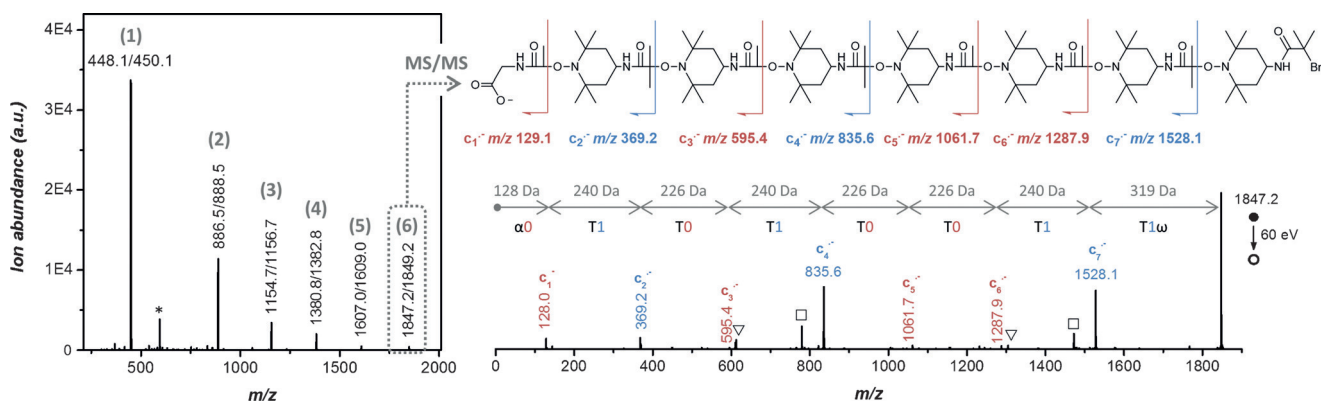 4E4
3E4
2E4
1E4
0
Ion abundance (a.u.)
(1)
448.1/450.1
*
(2)
886.5/888.5
(3)
1154.7/1156.7
(4)
1380.8/1382.8
(5)
1607.0/1609.0
(6)
1847.2/1849.2
500 1000 1500 2000
m/z
MS/MS
O H N O O⁻ O N H N O O N H N O O N H N O O N H N O O N H N O O N H N O O N H N O O N NH O Br
c₁·⁻ m/z 129.1 c₂·⁻ m/z 369.2 c₃·⁻ m/z 595.4 c₄·⁻ m/z 835.6 c₅·⁻ m/z 1061.7 c₆·⁻ m/z 1287.9 c₇·⁻ m/z 1528.1
128 Da 240 Da 226 Da 240 Da 226 Da 226 Da 240 Da 319 Da
α0 T1 T0 T1 T0 T0 T1 T1ω
128.0 c₁·⁻
369.2 c₂·⁻
595.4 c₃·⁻
c₄·⁻
835.6
1061.7 c₅·⁻
1287.9 c₆·⁻
c₇·⁻
1528.1
1847.2
60 eV
0 200 400 600 800 1000 1200 1400 1600 1800
m/z